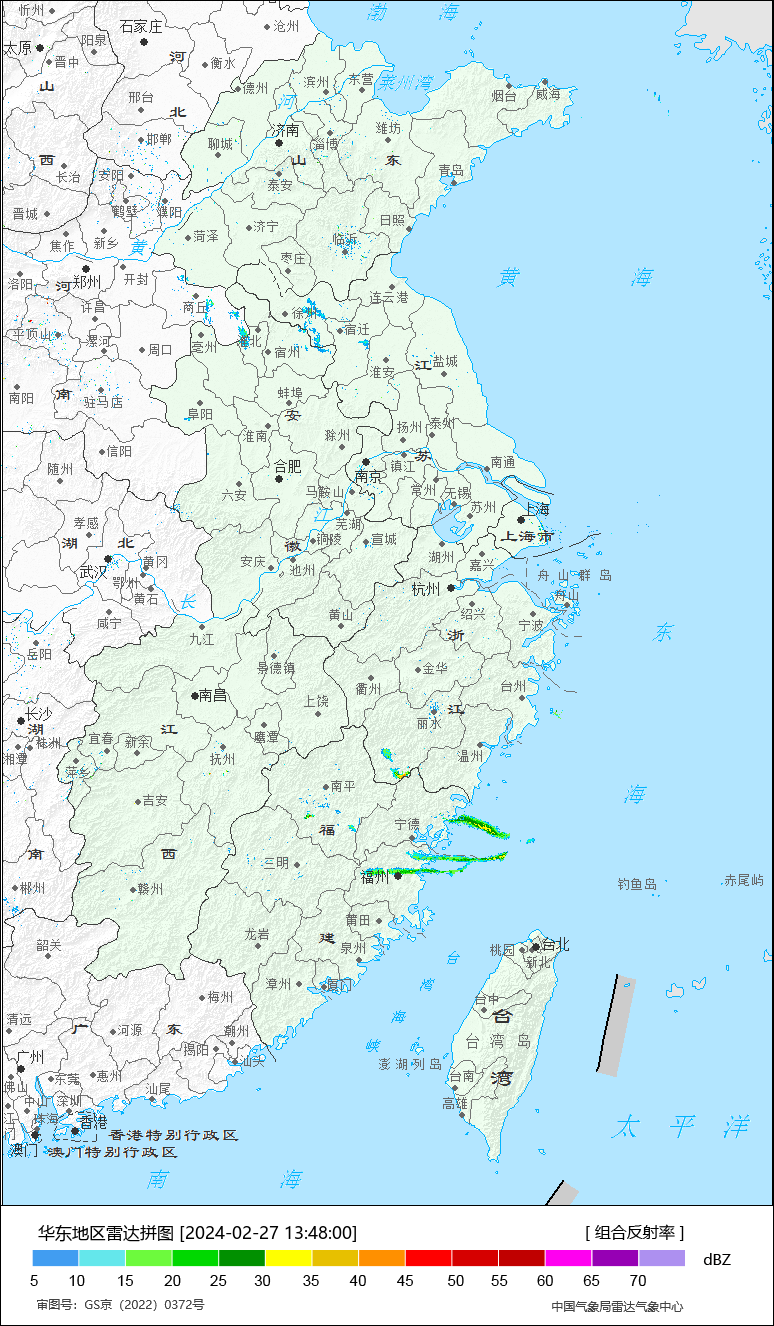 渤 海
忻州
石家庄
沧州
太原
阳泉
河
晋中
衡水
山
德州
滨州
东营
莱州湾
烟台
威海
邢台
北
河
济南
潍坊
邯郸
聊城
淄博
西
山
东
长治
安阳
泰安
青岛
晋城
鹤壁
濮阳
济宁
日照
焦作
新乡
黄
菏泽
临沂
枣庄
洛阳
河
郑州
开封
黄 海
连云港
许昌
商丘
徐州
平顶山
漯河
周口
亳州
淮北
宿州
宿迁
江
盐城
淮安
南阳
南
驻马店
阜阳
蚌埠
安
扬州
泰州
淮南
滁州
信阳
合肥
苏
随州
南京
镇江
南通
六安
马鞍山
常州
无锡
江
芜湖
苏州
上海
孝感
湖 北
徽
铜陵
宣城
上海市
武汉
黄冈
安庆
池州
湖州
嘉兴
鄂州
黄石
长
杭州
舟山群岛
舟山
咸宁
黄山
绍兴
宁波
九江
浙
东
岳阳
景德镇
金华
衢州
南昌
上饶
台州
长沙
湖
江
鹰潭
江
丽水
株洲
宜春
新余
湘潭
抚州
温州
萍乡
吉安
南平
海
福
宁德
南
西
三明
郴州
赣州
福州
钓鱼岛
赤尾屿
莆田
韶关
龙岩
建
泉州
台
桃园
台北
新北
漳州
厦门
湾
梅州
台中
清远
广
河源
东
潮州
海
台
揭阳
峡
台湾岛
广州
汕头
澎湖列岛
佛山
东莞
惠州
汕尾
台南
湾
中山
深圳
高雄
江门
珠海
香港
香港特别行政区
太 平 洋
澳门
澳门特别行政区
南 海
华东地区雷达拼图 [2024-02-27 13:48:00]
[ 组合反射率 ]
5 10 15 20 25 30 35 40 45 50 55 60 65 70
dBZ
审图号：GS京（2022）0372号
中国气象局雷达气象中心